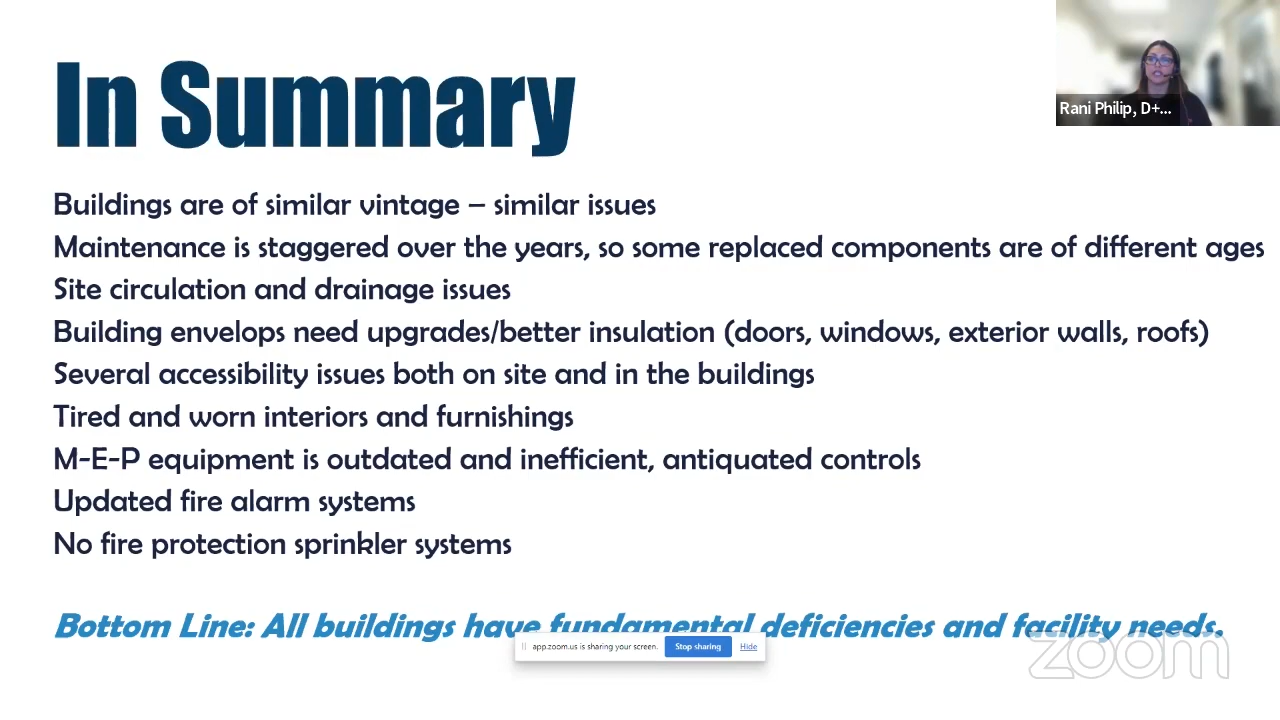 In Summary
Rani Philip, D+...
Buildings are of similar vintage – similar issues
Maintenance is staggered over the years, so some replaced components are of different ages
Site circulation and drainage issues
Building envelops need upgrades/better insulation (doors, windows, exterior walls, roofs)
Several accessibility issues both on site and in the buildings
Tired and worn interiors and furnishings
M-E-P equipment is outdated and inefficient, antiquated controls
Updated fire alarm systems
No fire protection sprinkler systems
Bottom Line: All buildings have fundamental deficiencies and facility needs.
app.zoom.us is sharing your screen. Stop sharing Hide
zoom